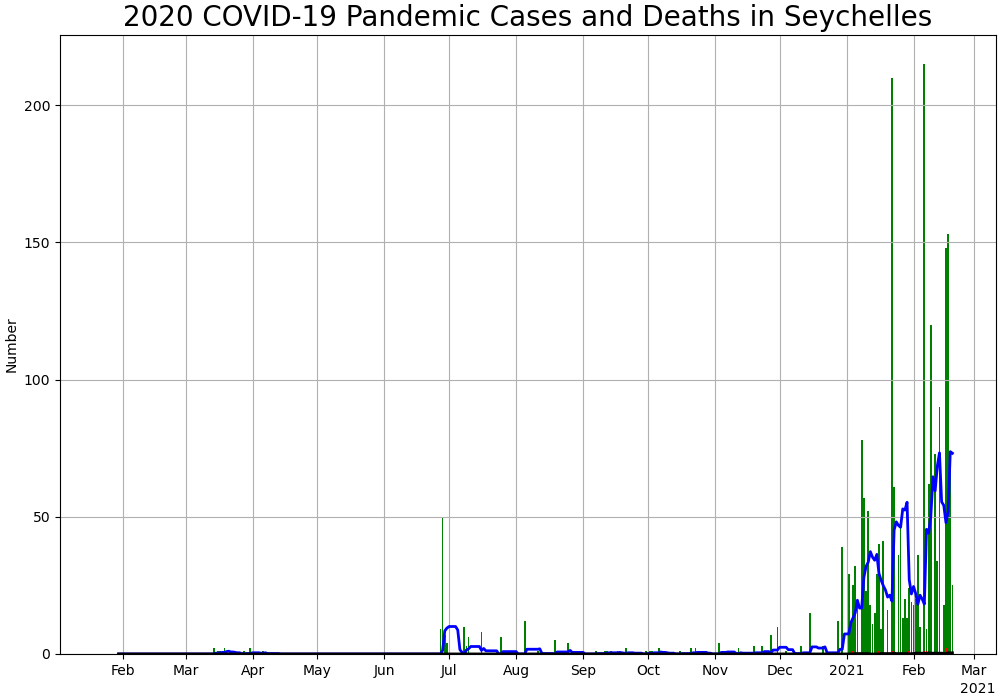 2020 COVID-19 Pandemic Cases and Deaths in Seychelles
200
150
100
50
0
Number
Feb Mar Apr May Jun Jul Aug Sep Oct Nov Dec 2021 Feb Mar
2021